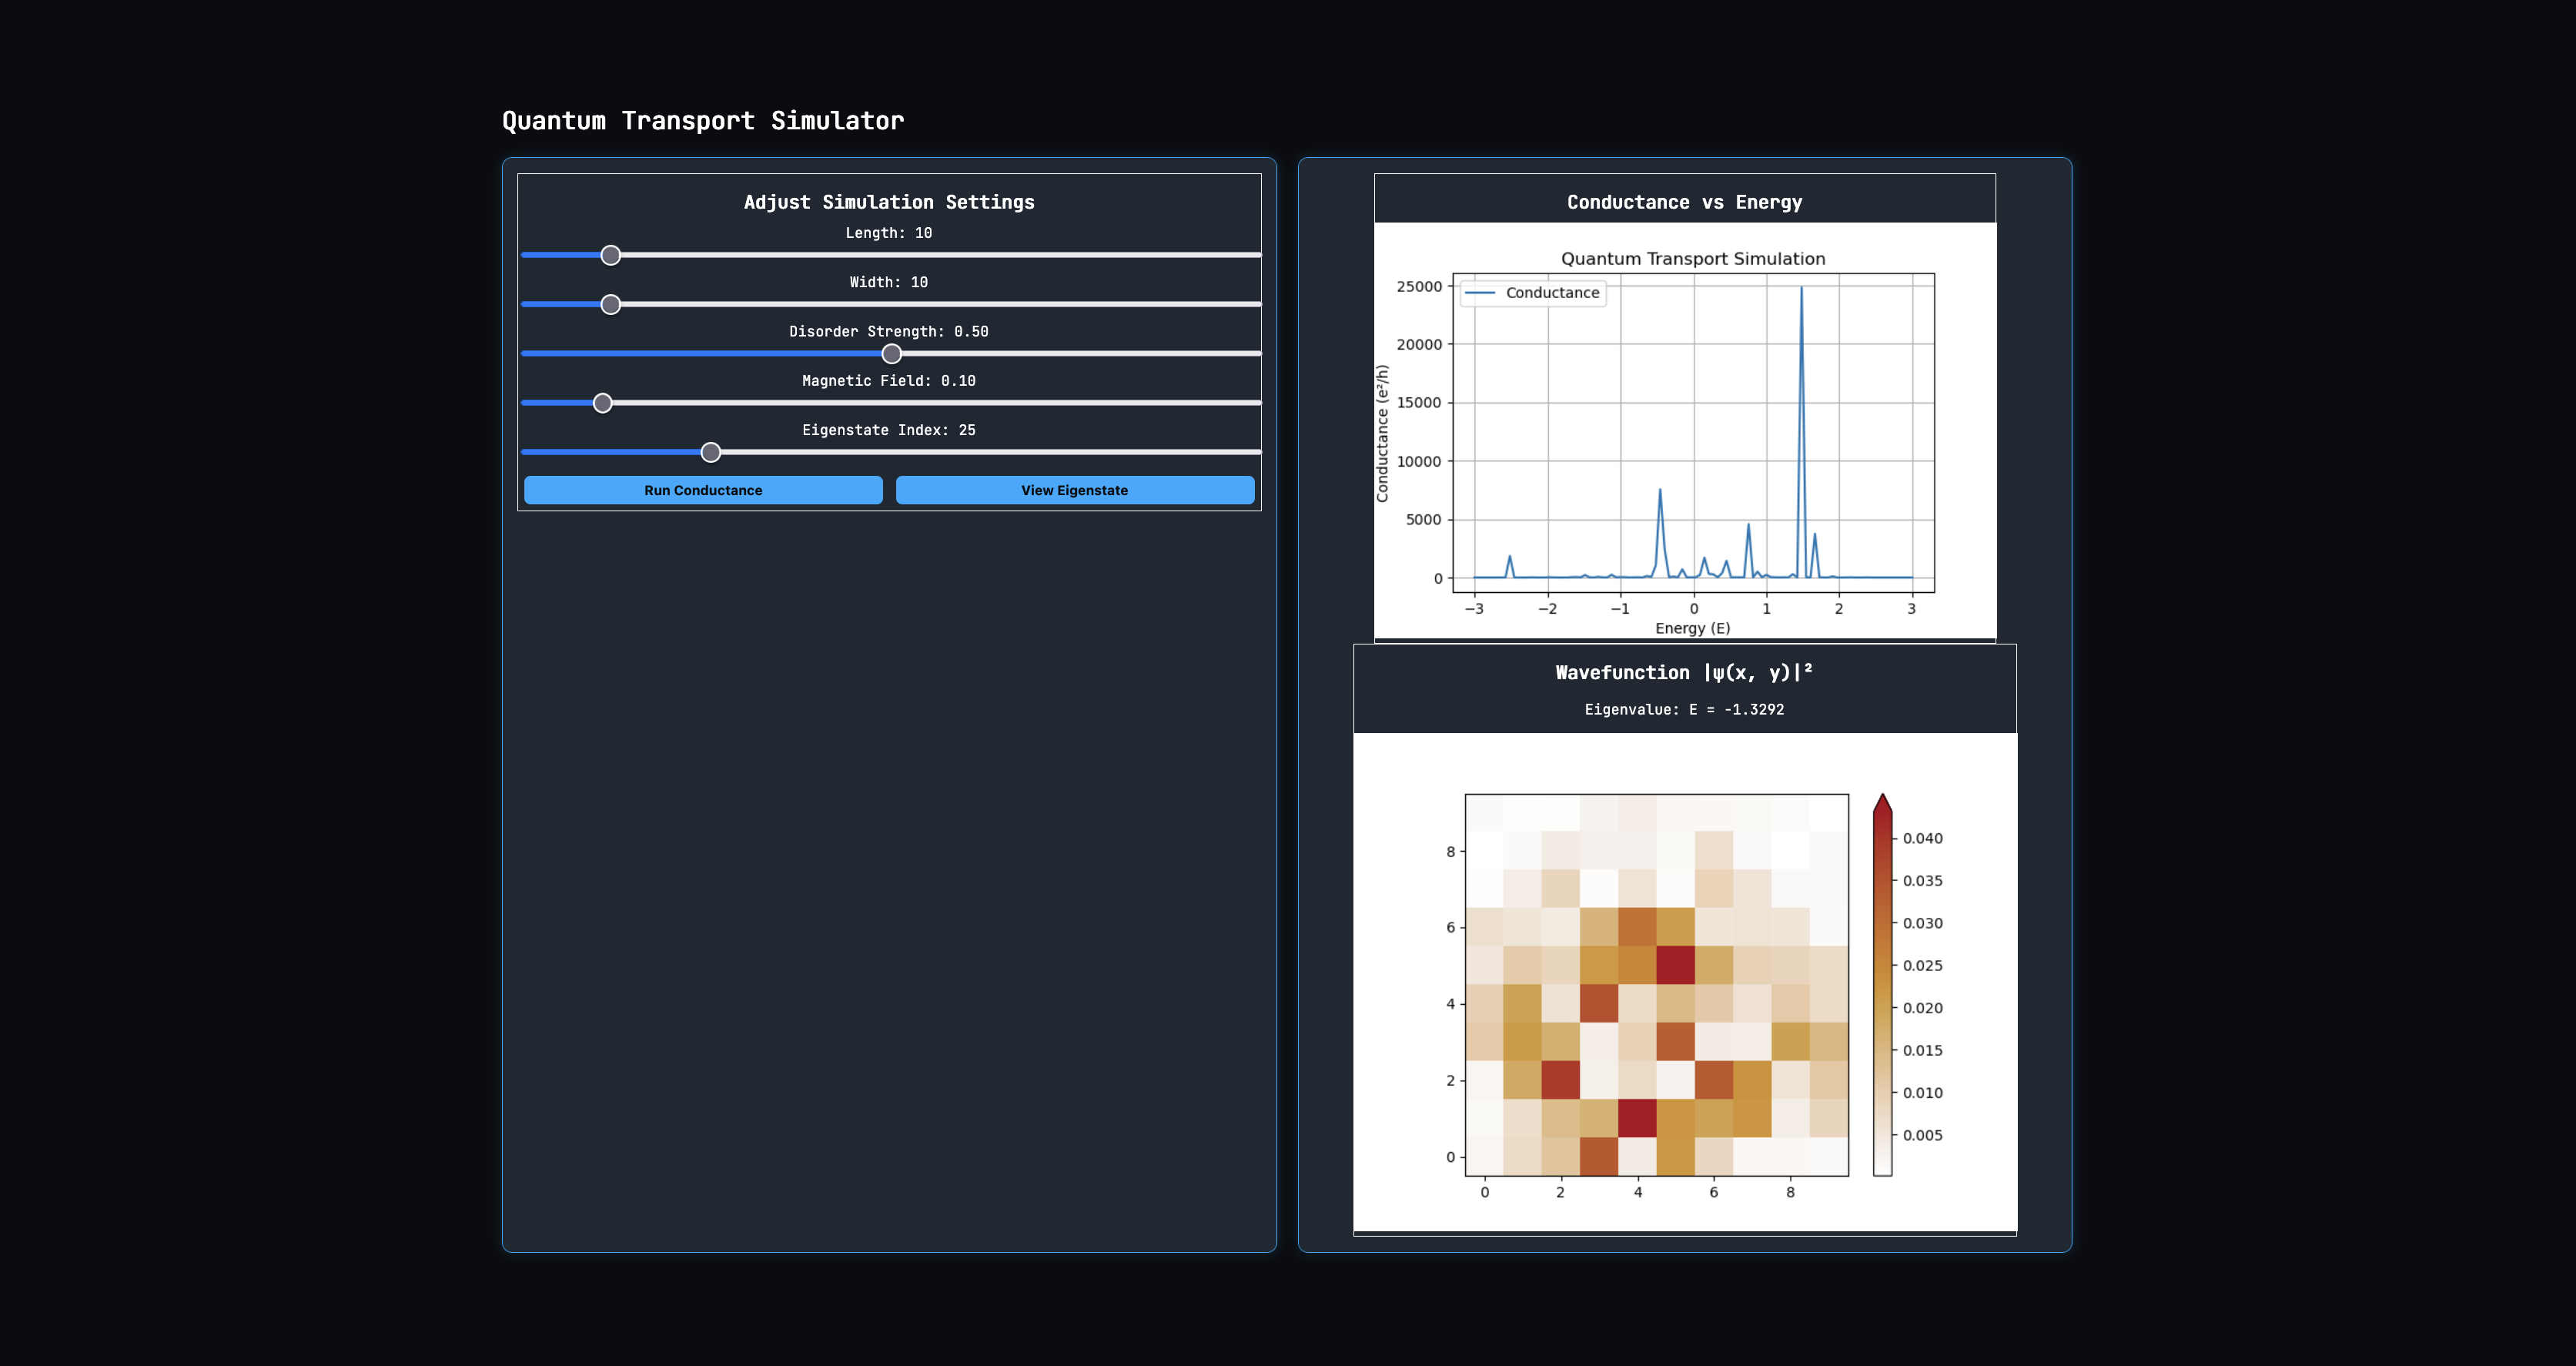 Quantum Transport Simulator
Adjust Simulation Settings
Length: 10
Width: 10
Disorder Strength: 0.50
Magnetic Field: 0.10
Eigenstate Index: 25
Run Conductance
View Eigenstate
Conductance vs Energy
Quantum Transport Simulation
Conductance
25000
20000
15000
10000
5000
0
Conductance (e²/h)
−3 −2 −1 0 1 2 3
Energy (E)
Wavefunction |ψ(x, y)|²
Eigenvalue: E = -1.3292
8
6
4
2
0
0 2 4 6 8
0.040
0.035
0.030
0.025
0.020
0.015
0.010
0.005